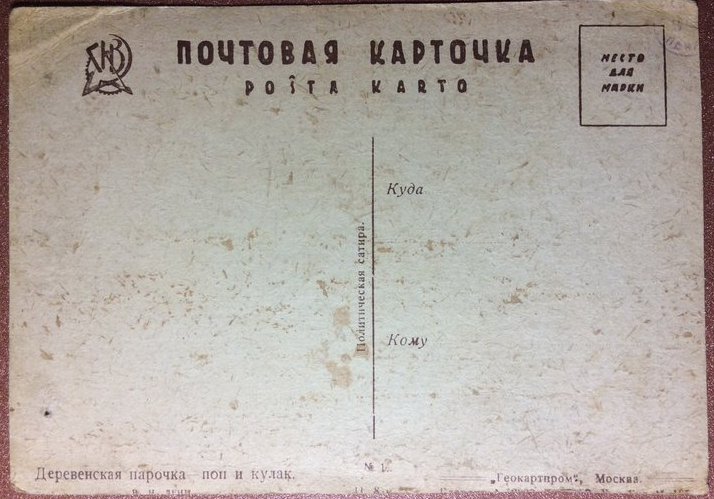 ПОЧТОВАЯ КАРТОЧКА
POŜTA KARTO
МЕСТО
ДЛЯ
МАРКИ
Куда
Политическая сатира.
Кому
Деревенская парочка поп и кулак.
№ 1.
„Геокартпром“, Москва.